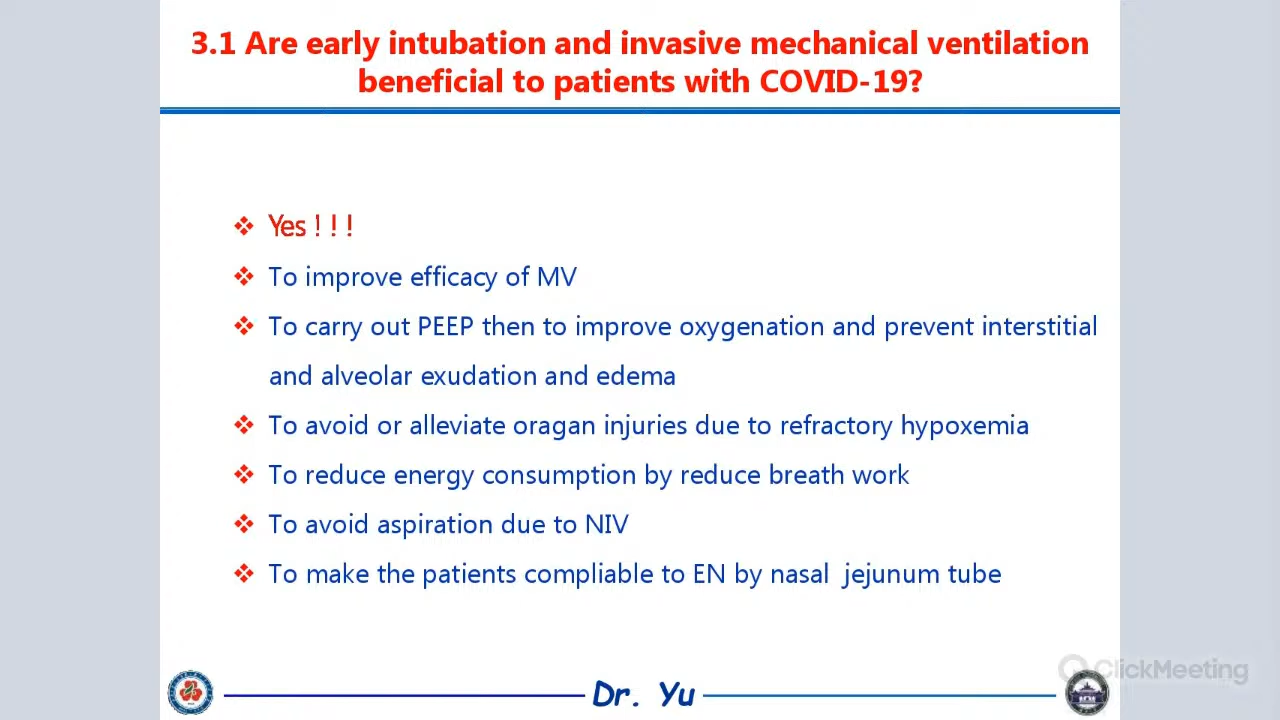 3.1 Are early intubation and invasive mechanical ventilation
beneficial to patients with COVID-19?
Yes ! ! !
To improve efficacy of MV
To carry out PEEP then to improve oxygenation and prevent interstitial
and alveolar exudation and edema
To avoid or alleviate oragan injuries due to refractory hypoxemia
To reduce energy consumption by reduce breath work
To avoid aspiration due to NIV
To make the patients compliable to EN by nasal jejunum tube
ClickMeeting
Dr. Yu